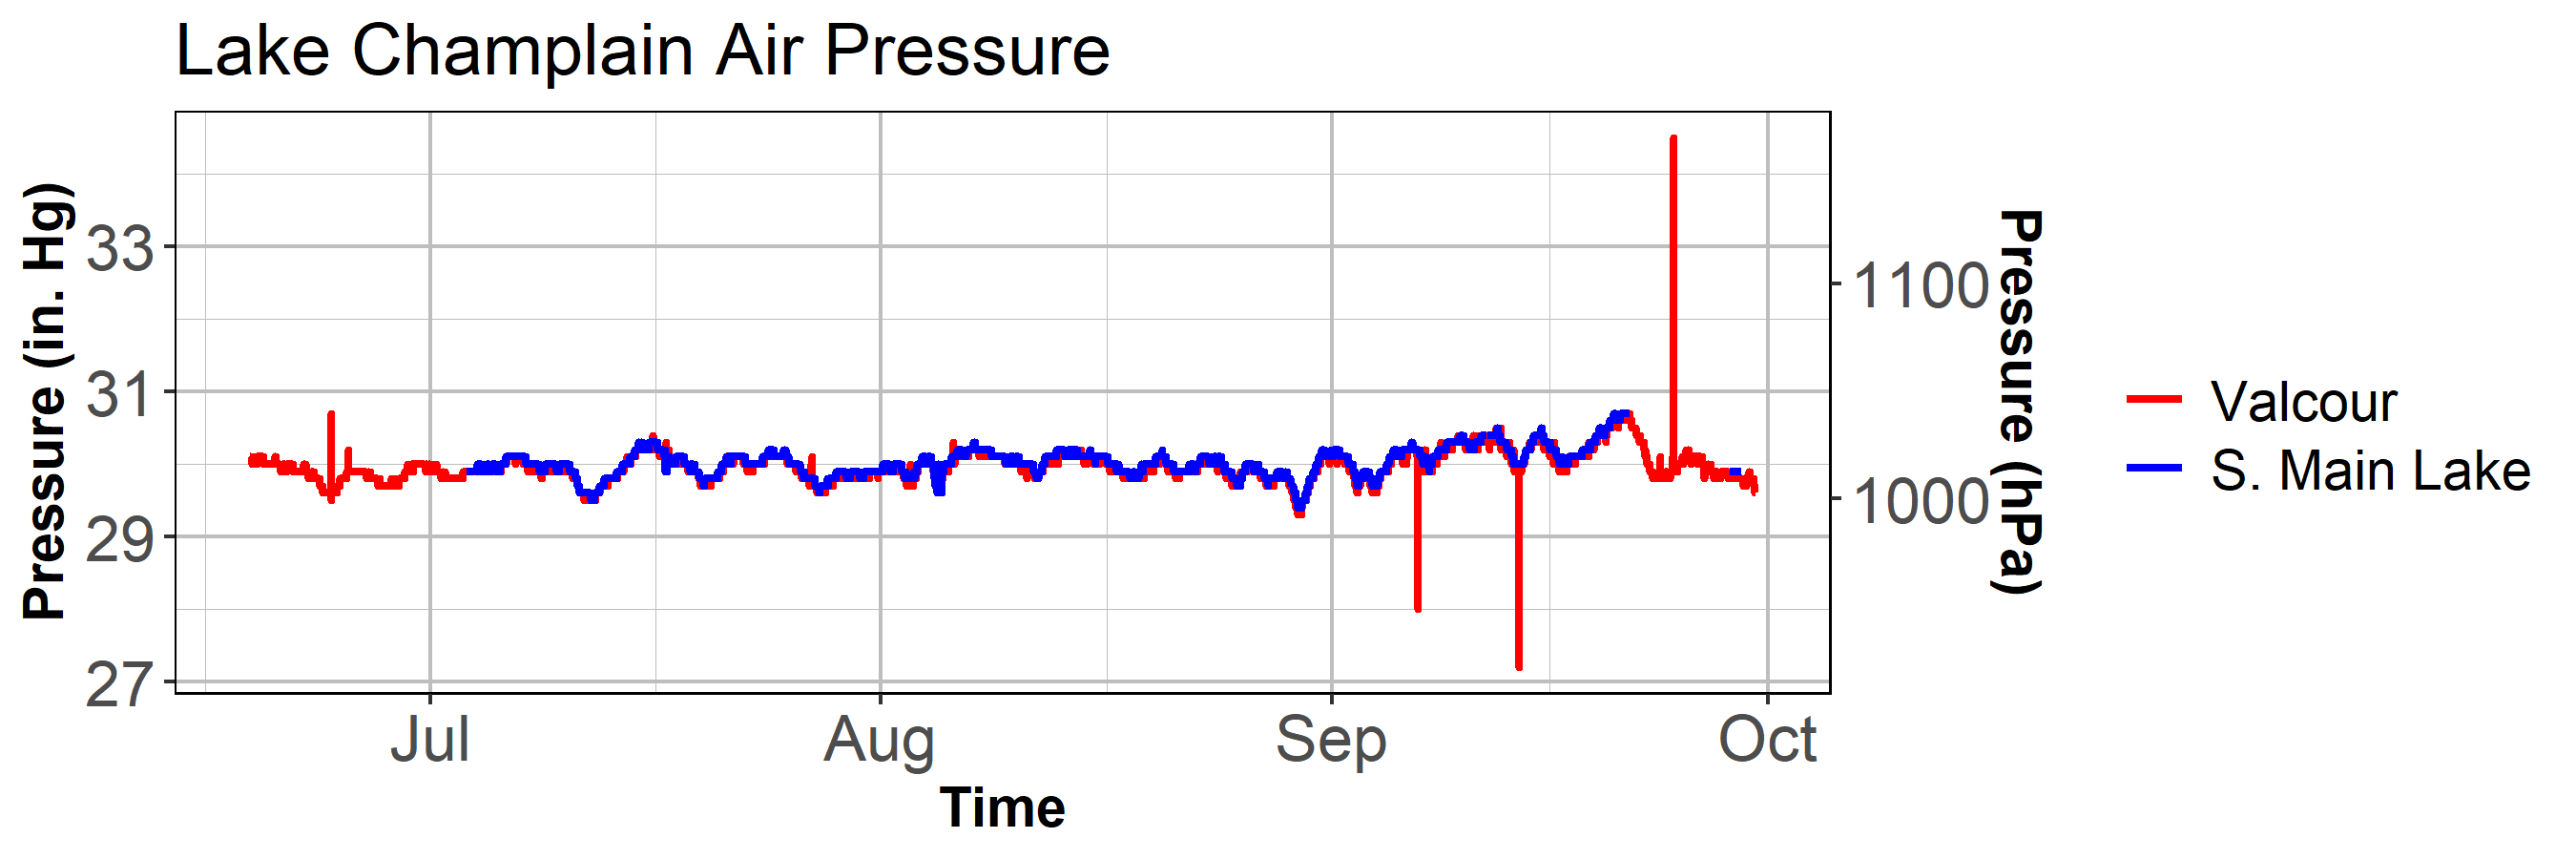 Lake Champlain Air Pressure
Pressure (in. Hg)
33
31
29
27
Jul Aug Sep Oct
Time
1100
1000
Pressure (hPa)
Valcour
S. Main Lake